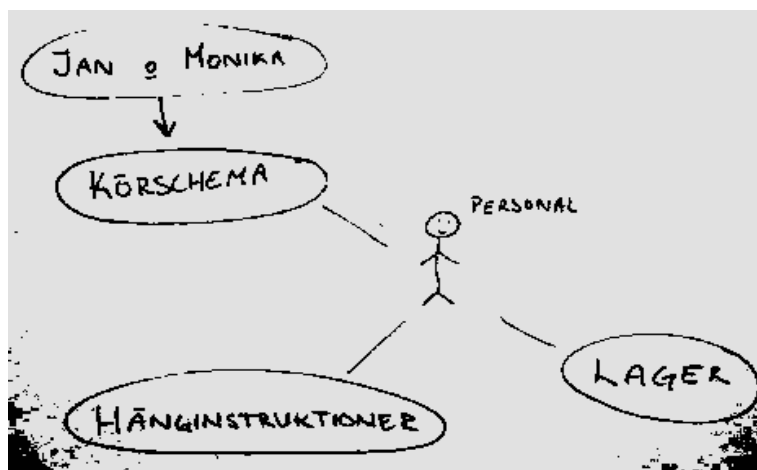 JAN o MONIKA
KÖRSCHEMA
PERSONAL
LAGER
HÄNGINSTRUKTIONER